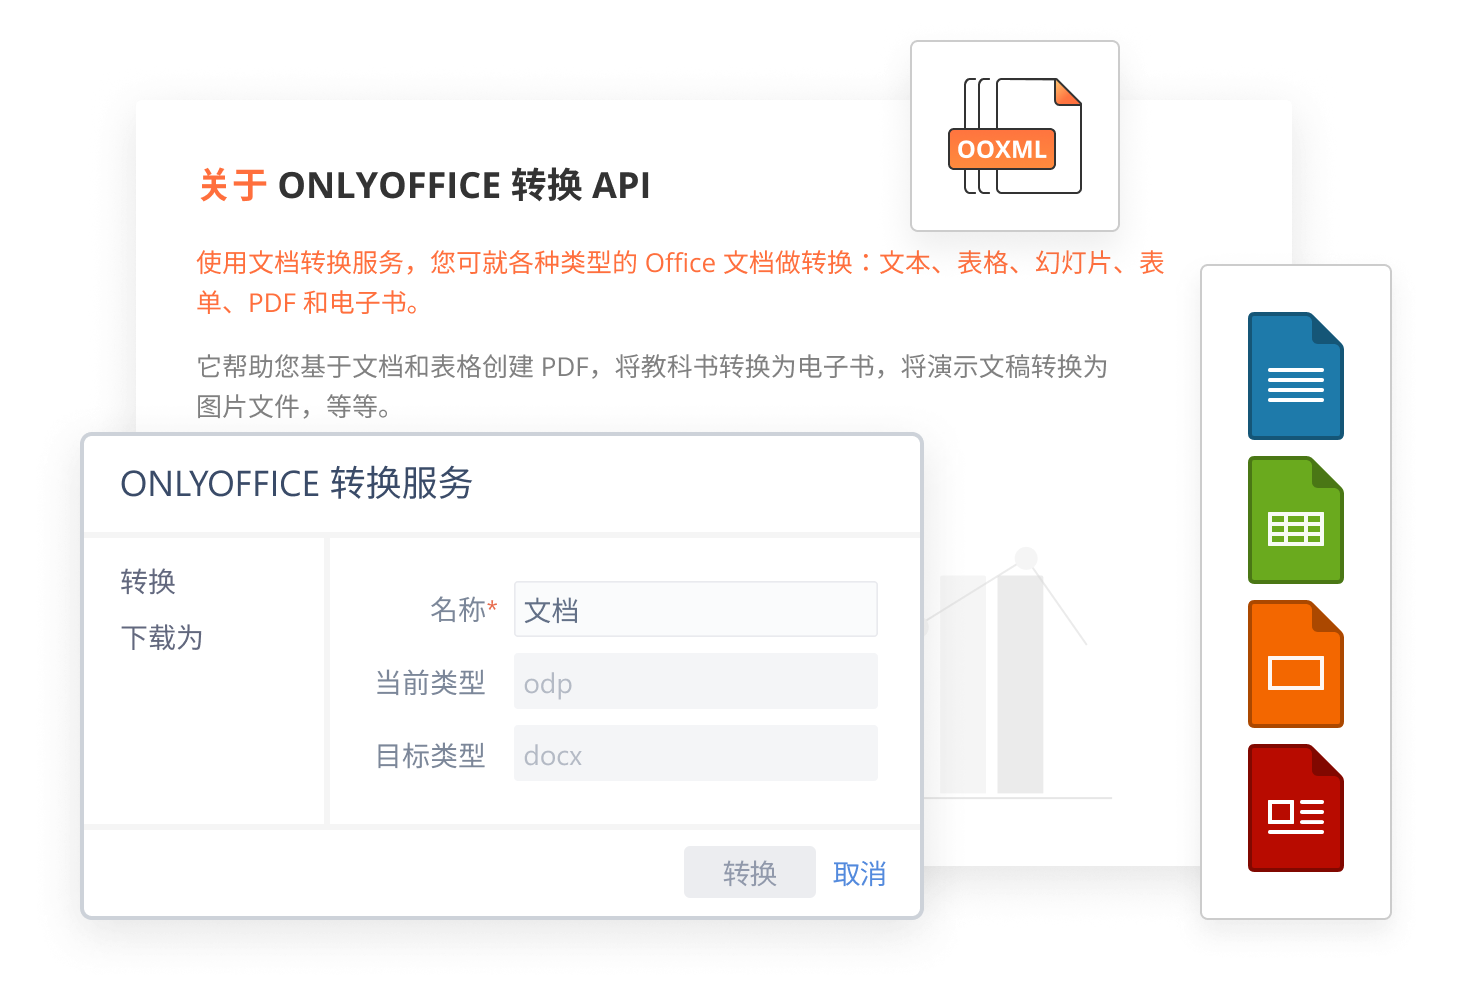 OOXML
关于 ONLYOFFICE 转换 API
使用文档转换服务，您可就各种类型的 Office 文档做转换：文本、表格、幻灯片、表
单、PDF 和电子书。
它帮助您基于文档和表格创建 PDF，将教科书转换为电子书，将演示文稿转换为
图片文件，等等。
ONLYOFFICE 转换服务
转换
下载为
名称* 文档
当前类型 odp
目标类型 docx
转换 取消